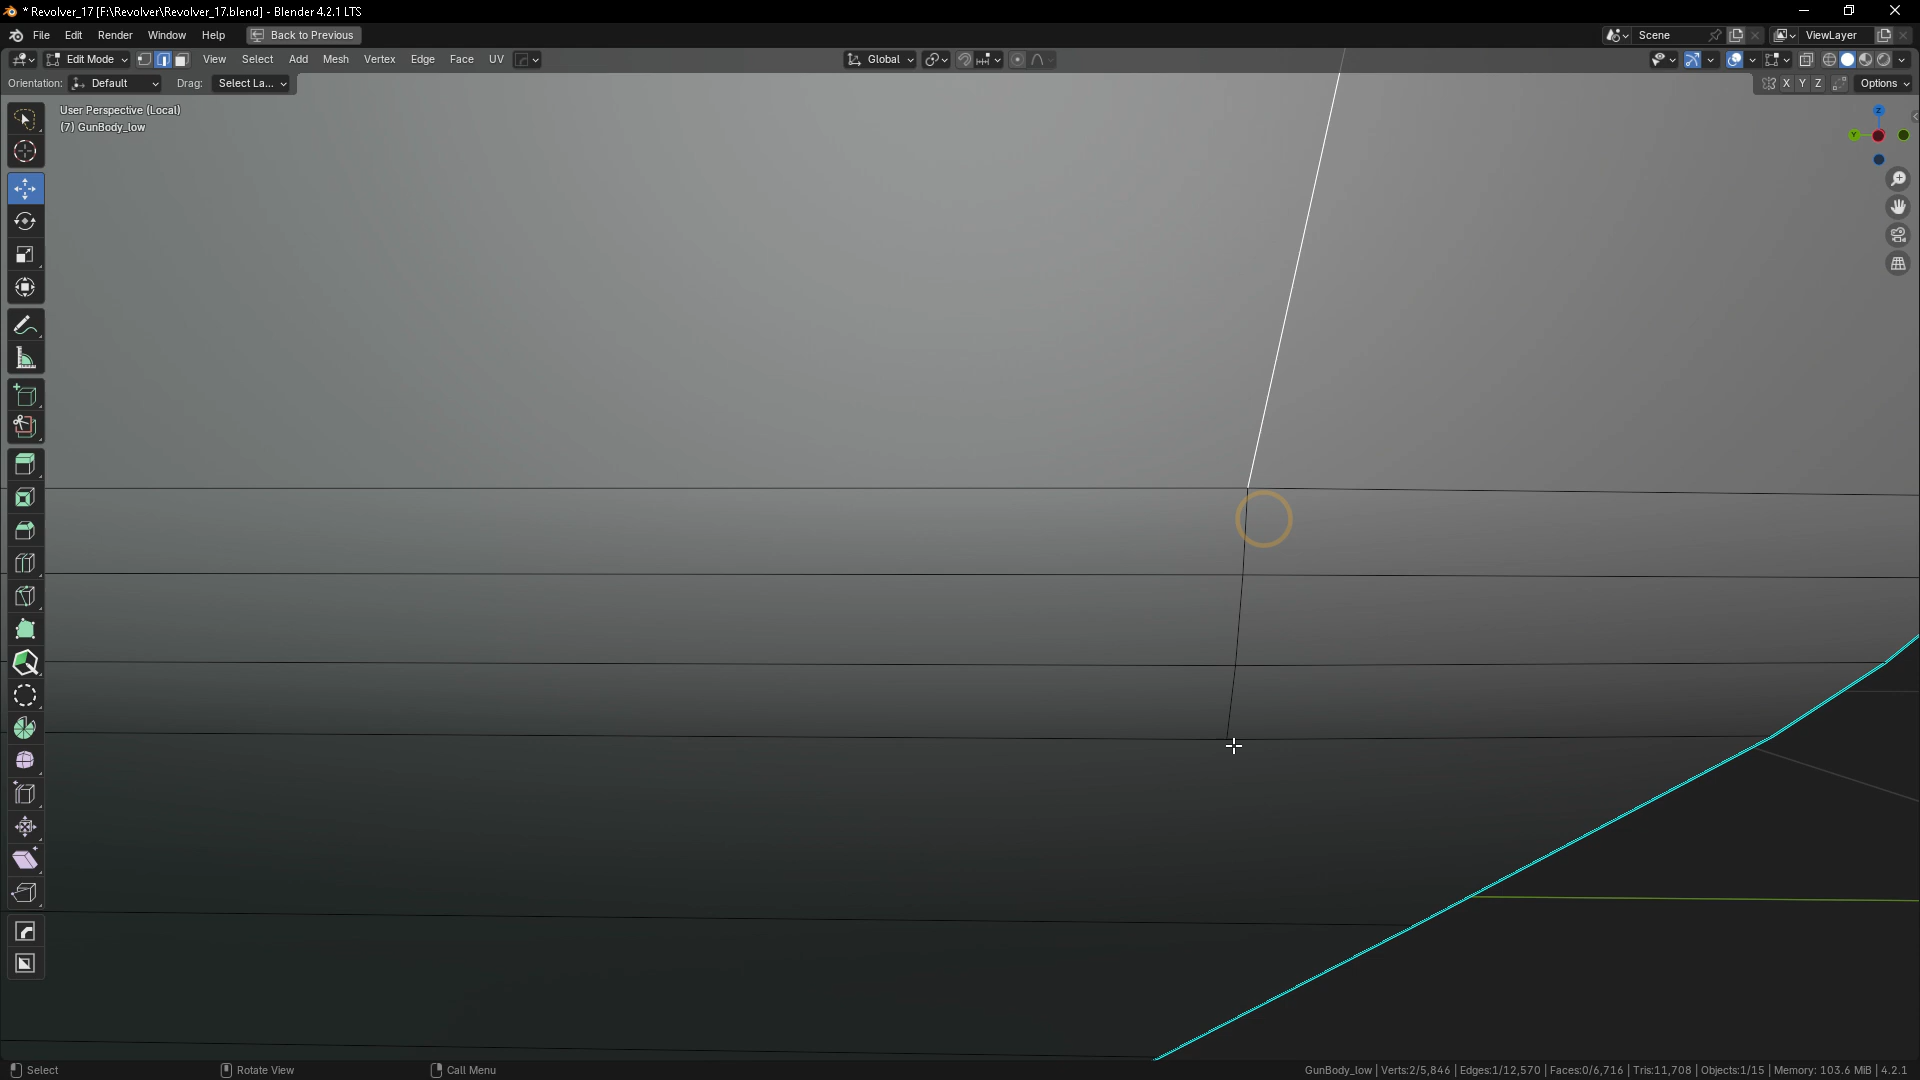 * Revolver_17 [F:\Revolver\Revolver_17.blend] - Blender 4.2.1 LTS
File Edit Render Window Help Back to Previous Scene ViewLayer
Edit Mode View Select Add Mesh Vertex Edge Face UV Global
Orientation: Default Drag: Select La... X Y Z Options
User Perspective (Local)
(7) GunBody_low
Z
Y
Select Rotate View Call Menu GunBody_low | Verts:2/5,846 | Edges:1/12,570 | Faces:0/6,716 | Tris:11,708 | Objects:1/15 | Memory: 103.6 MiB | 4.2.1